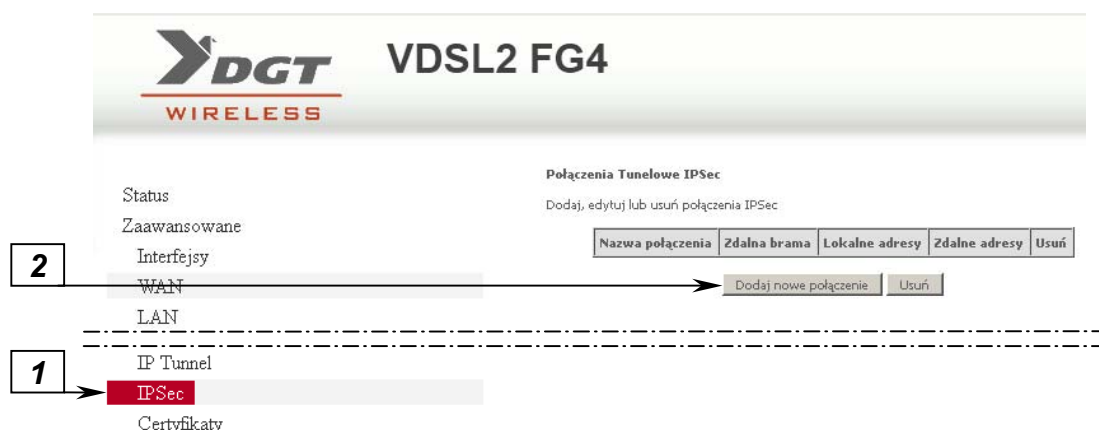 DGT
WIRELESS
VDSL2 FG4
Połączenia Tunelowe IPSec
Dodaj, edytuj lub usuń połączenia IPSec
Nazwa połączenia Zdalna brama Lokalne adresy Zdalne adresy Usuń
Dodaj nowe połączenie Usuń
Status
Zaawansowane
Interfejsy
2
WAN
LAN
IP Tunnel
1
IPSec
Certyfikaty